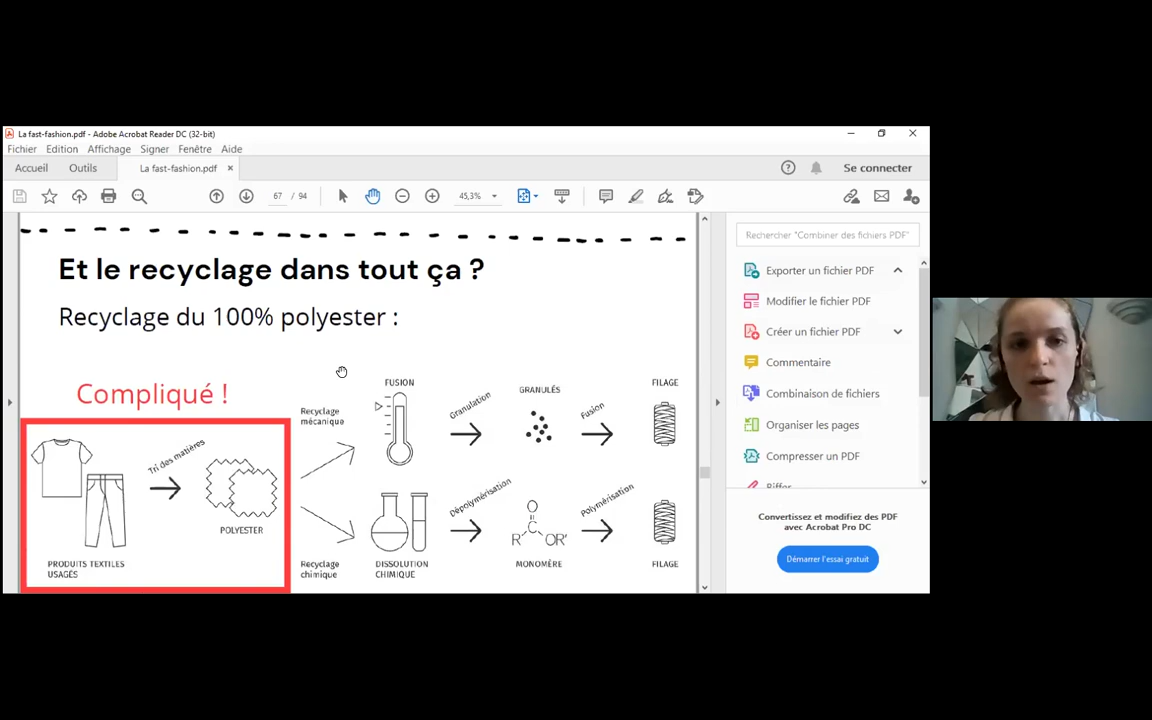 La fast-fashion.pdf - Adobe Acrobat Reader DC (32-bit)
Fichier Edition Affichage Signer Fenêtre Aide
Accueil Outils La fast-fashion.pdf × Se connecter
67 / 94 45,3%
Et le recyclage dans tout ça ?
Recyclage du 100% polyester :
Compliqué !
Tri des matières
POLYESTER
PRODUITS TEXTILES
USAGÉS
Recyclage
mécanique
FUSION
Granulation
GRANULÉS
Fusion
FILAGE
Recyclage
chimique
DISSOLUTION
CHIMIQUE
Dépolymérisation
O
C
R OR'
MONOMÈRE
Polymérisation
FILAGE
Rechercher "Combiner des fichiers PDF"
Exporter un fichier PDF
Modifier le fichier PDF
Créer un fichier PDF
Commentaire
Combinaison de fichiers
Organiser les pages
Compresser un PDF
Convertissez et modifiez des PDF
avec Acrobat Pro DC
Démarrer l'essai gratuit